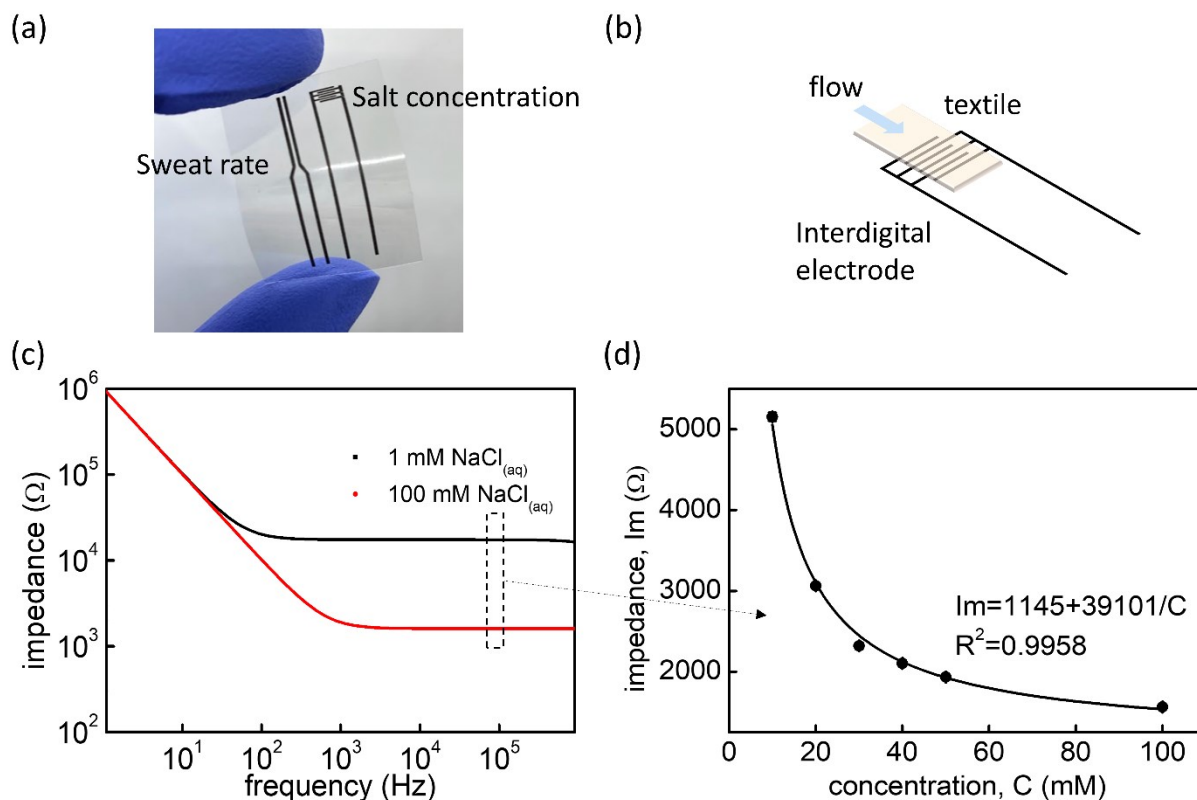 (a)
Salt concentration
Sweat rate
(b)
flow
textile
Interdigital
electrode
(c)
10^6
10^5
10^4
10^3
10^2
impedance (Ω)
1 mM NaCl(aq)
100 mM NaCl(aq)
10^1 10^2 10^3 10^4 10^5
frequency (Hz)
(d)
5000
4000
3000
2000
impedance, Im (Ω)
Im=1145+39101/C
R^2=0.9958
0 20 40 60 80 100
concentration, C (mM)